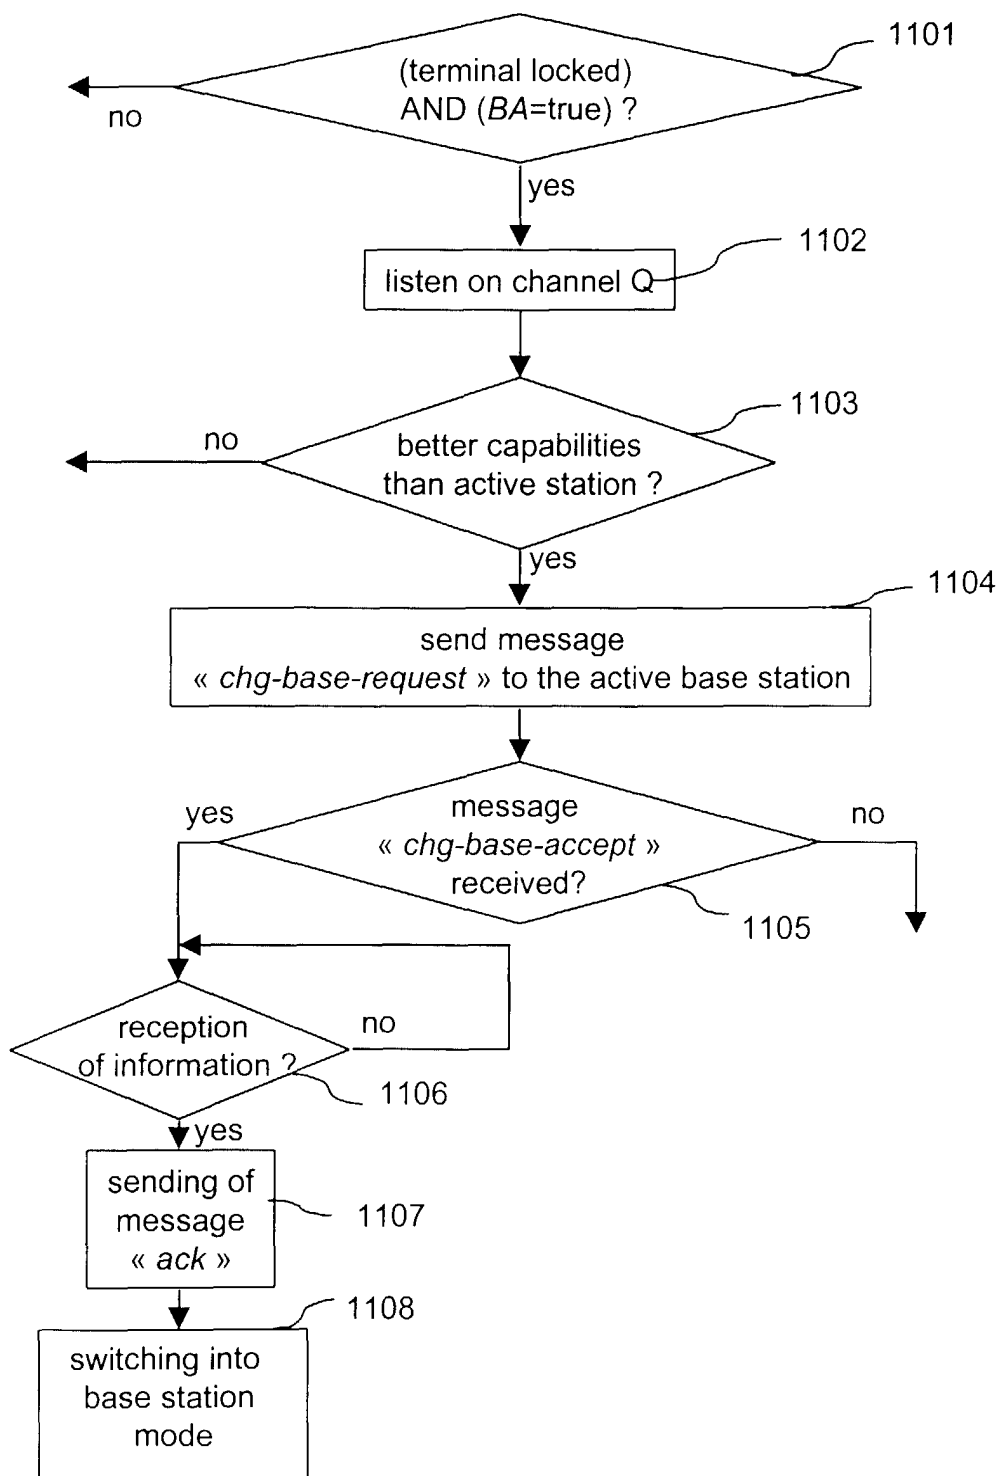 1101
(terminal locked)
AND (BA=true) ?
no
yes
1102
listen on channel Q
1103
no
better capabilities
than active station ?
yes
1104
send message
« chg-base-request » to the active base station
yes
message
no
« chg-base-accept »
received?
1105
reception
no
of information ?
1106
yes
sending of
message
« ack »
1107
1108
switching into
base station
mode